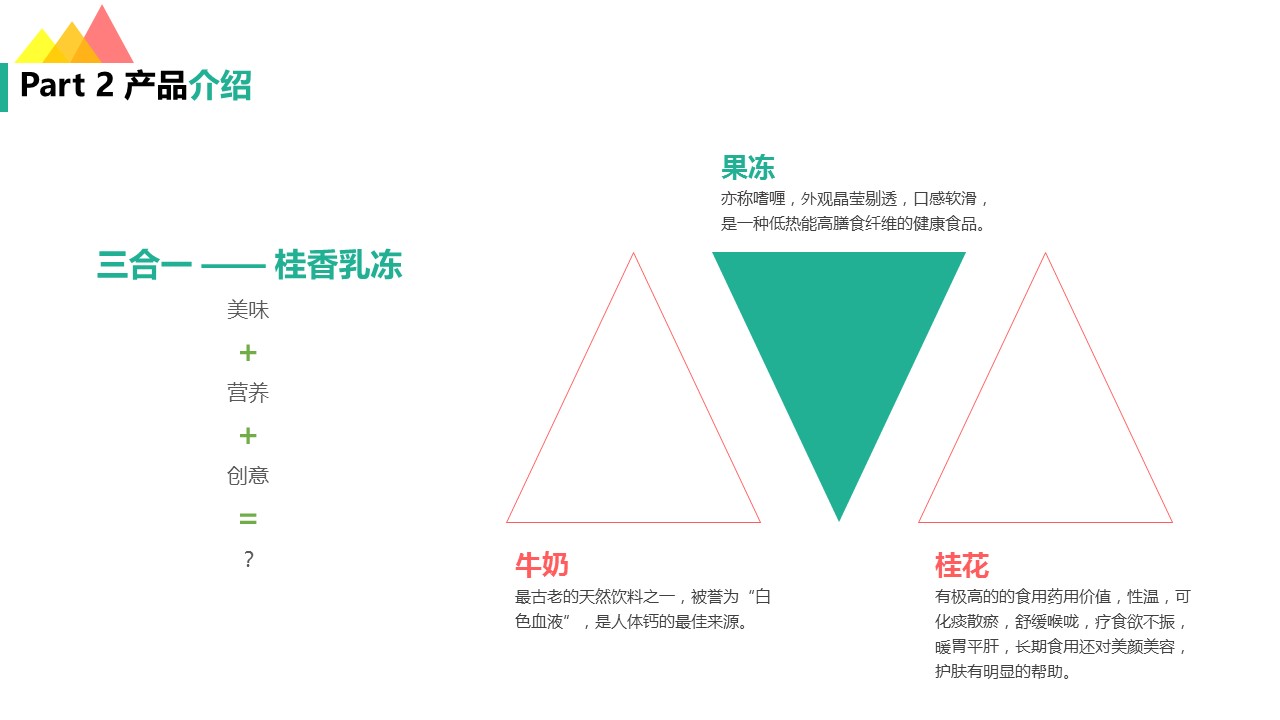 Part 2 产品介绍
三合一 —— 桂香乳冻
美味
+
营养
+
创意
=
?
果冻
亦称嗜喱，外观晶莹剔透，口感软滑，
是一种低热能高膳食纤维的健康食品。
牛奶
最古老的天然饮料之一，被誉为“白
色血液”，是人体钙的最佳来源。
桂花
有极高的的食用药用价值，性温，可
化痰散瘀，舒缓喉咙，疗食欲不振，
暖胃平肝，长期食用还对美颜美容，
护肤有明显的帮助。